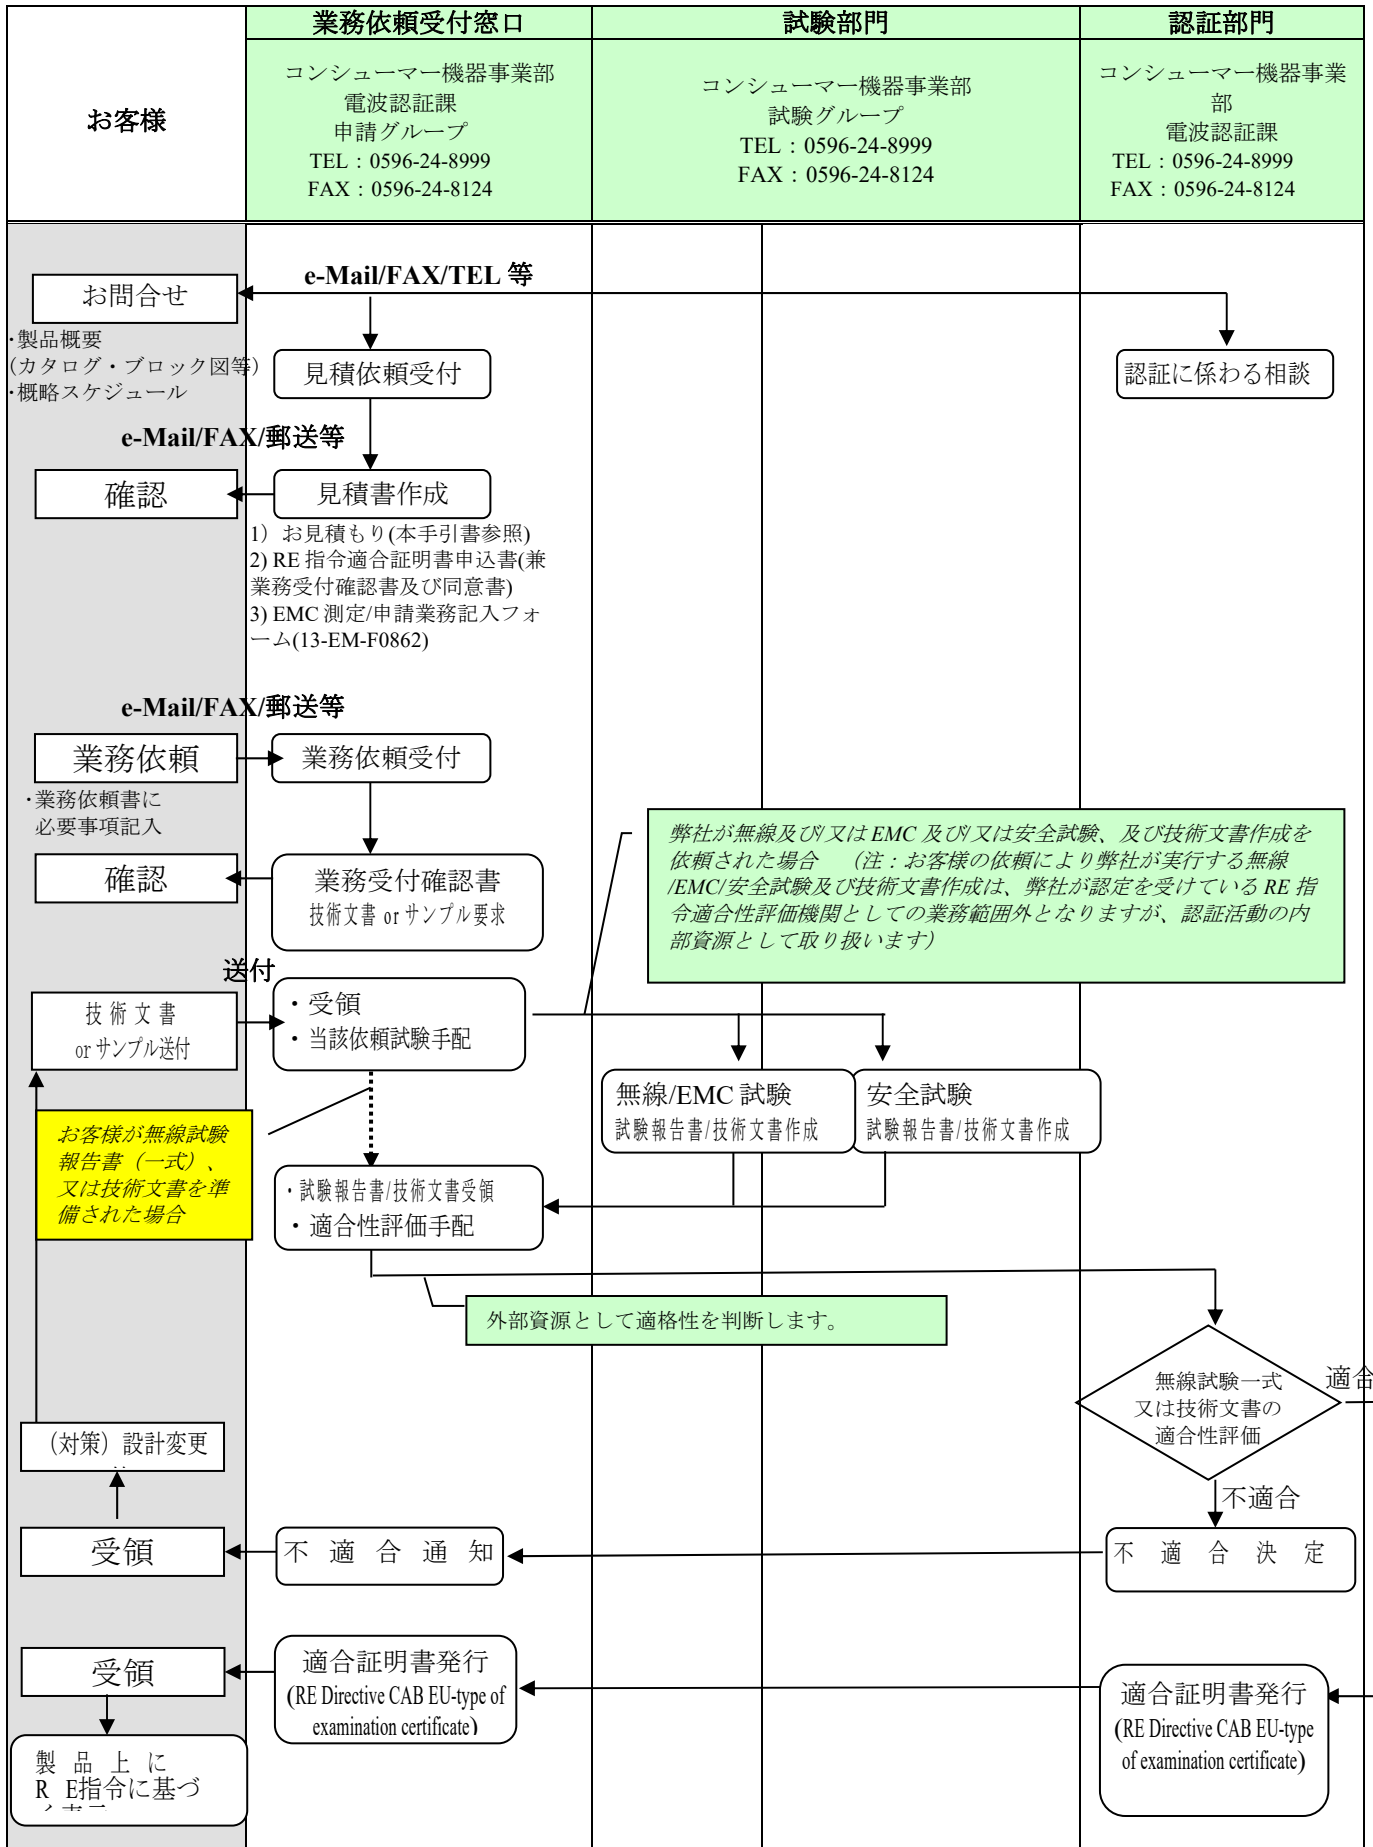 お客様
業務依頼受付窓口
コンシューマー機器事業部
電波認証課
申請グループ
TEL：0596-24-8999
FAX：0596-24-8124
試験部門
コンシューマー機器事業部
試験グループ
TEL：0596-24-8999
FAX：0596-24-8124
認証部門
コンシューマー機器事業
部
電波認証課
TEL：0596-24-8999
FAX：0596-24-8124
e-Mail/FAX/TEL 等
お問合せ
・製品概要
（カタログ・ブロック図等）
・概略スケジュール
見積依頼受付
認証に係わる相談
e-Mail/FAX/郵送等
確認
見積書作成
1）お見積もり(本手引書参照)
2) RE 指令適合証明書申込書(兼
業務受付確認書及び同意書)
3) EMC 測定/申請業務記入フォ
ーム(13-EM-F0862)
e-Mail/FAX/郵送等
業務依頼
業務依頼受付
・業務依頼書に
必要事項記入
弊社が無線及び/又は EMC 及び/又は安全試験、及び技術文書作成を
依頼された場合　（注：お客様の依頼により弊社が実行する無線
/EMC/安全試験及び技術文書作成は、弊社が認定を受けている RE 指
令適合性評価機関としての業務範囲外となりますが、認証活動の内
部資源として取り扱います）
確認
業務受付確認書
技術文書 or サンプル要求
送付
技 術 文 書
or サンプル送付
・受領
・当該依頼試験手配
無線/EMC 試験
試験報告書/技術文書作成
安全試験
試験報告書/技術文書作成
お客様が無線試験
報告書（一式）、
又は技術文書を準
備された場合
・試験報告書/技術文書受領
・適合性評価手配
外部資源として適格性を判断します。
無線試験一式
又は技術文書の
適合性評価
適合
不適合
（対策）設計変更
受領
不 適 合 通 知
不 適 合 決 定
受領
適合証明書発行
(RE Directive CAB EU-type of
examination certificate)
適合証明書発行
(RE Directive CAB EU-type
of examination certificate)
製 品 上 に
R E指令に基づ